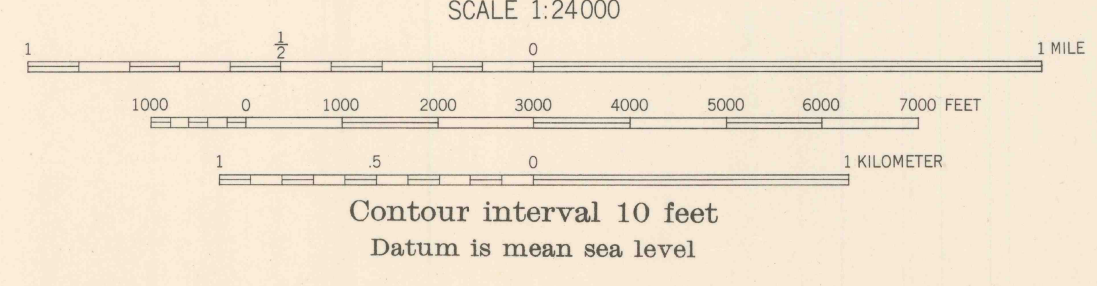 SCALE 1:24000
1 1/2 0 1 MILE
1000 0 1000 2000 3000 4000 5000 6000 7000 FEET
1 .5 0 1 KILOMETER
Contour interval 10 feet
Datum is mean sea level